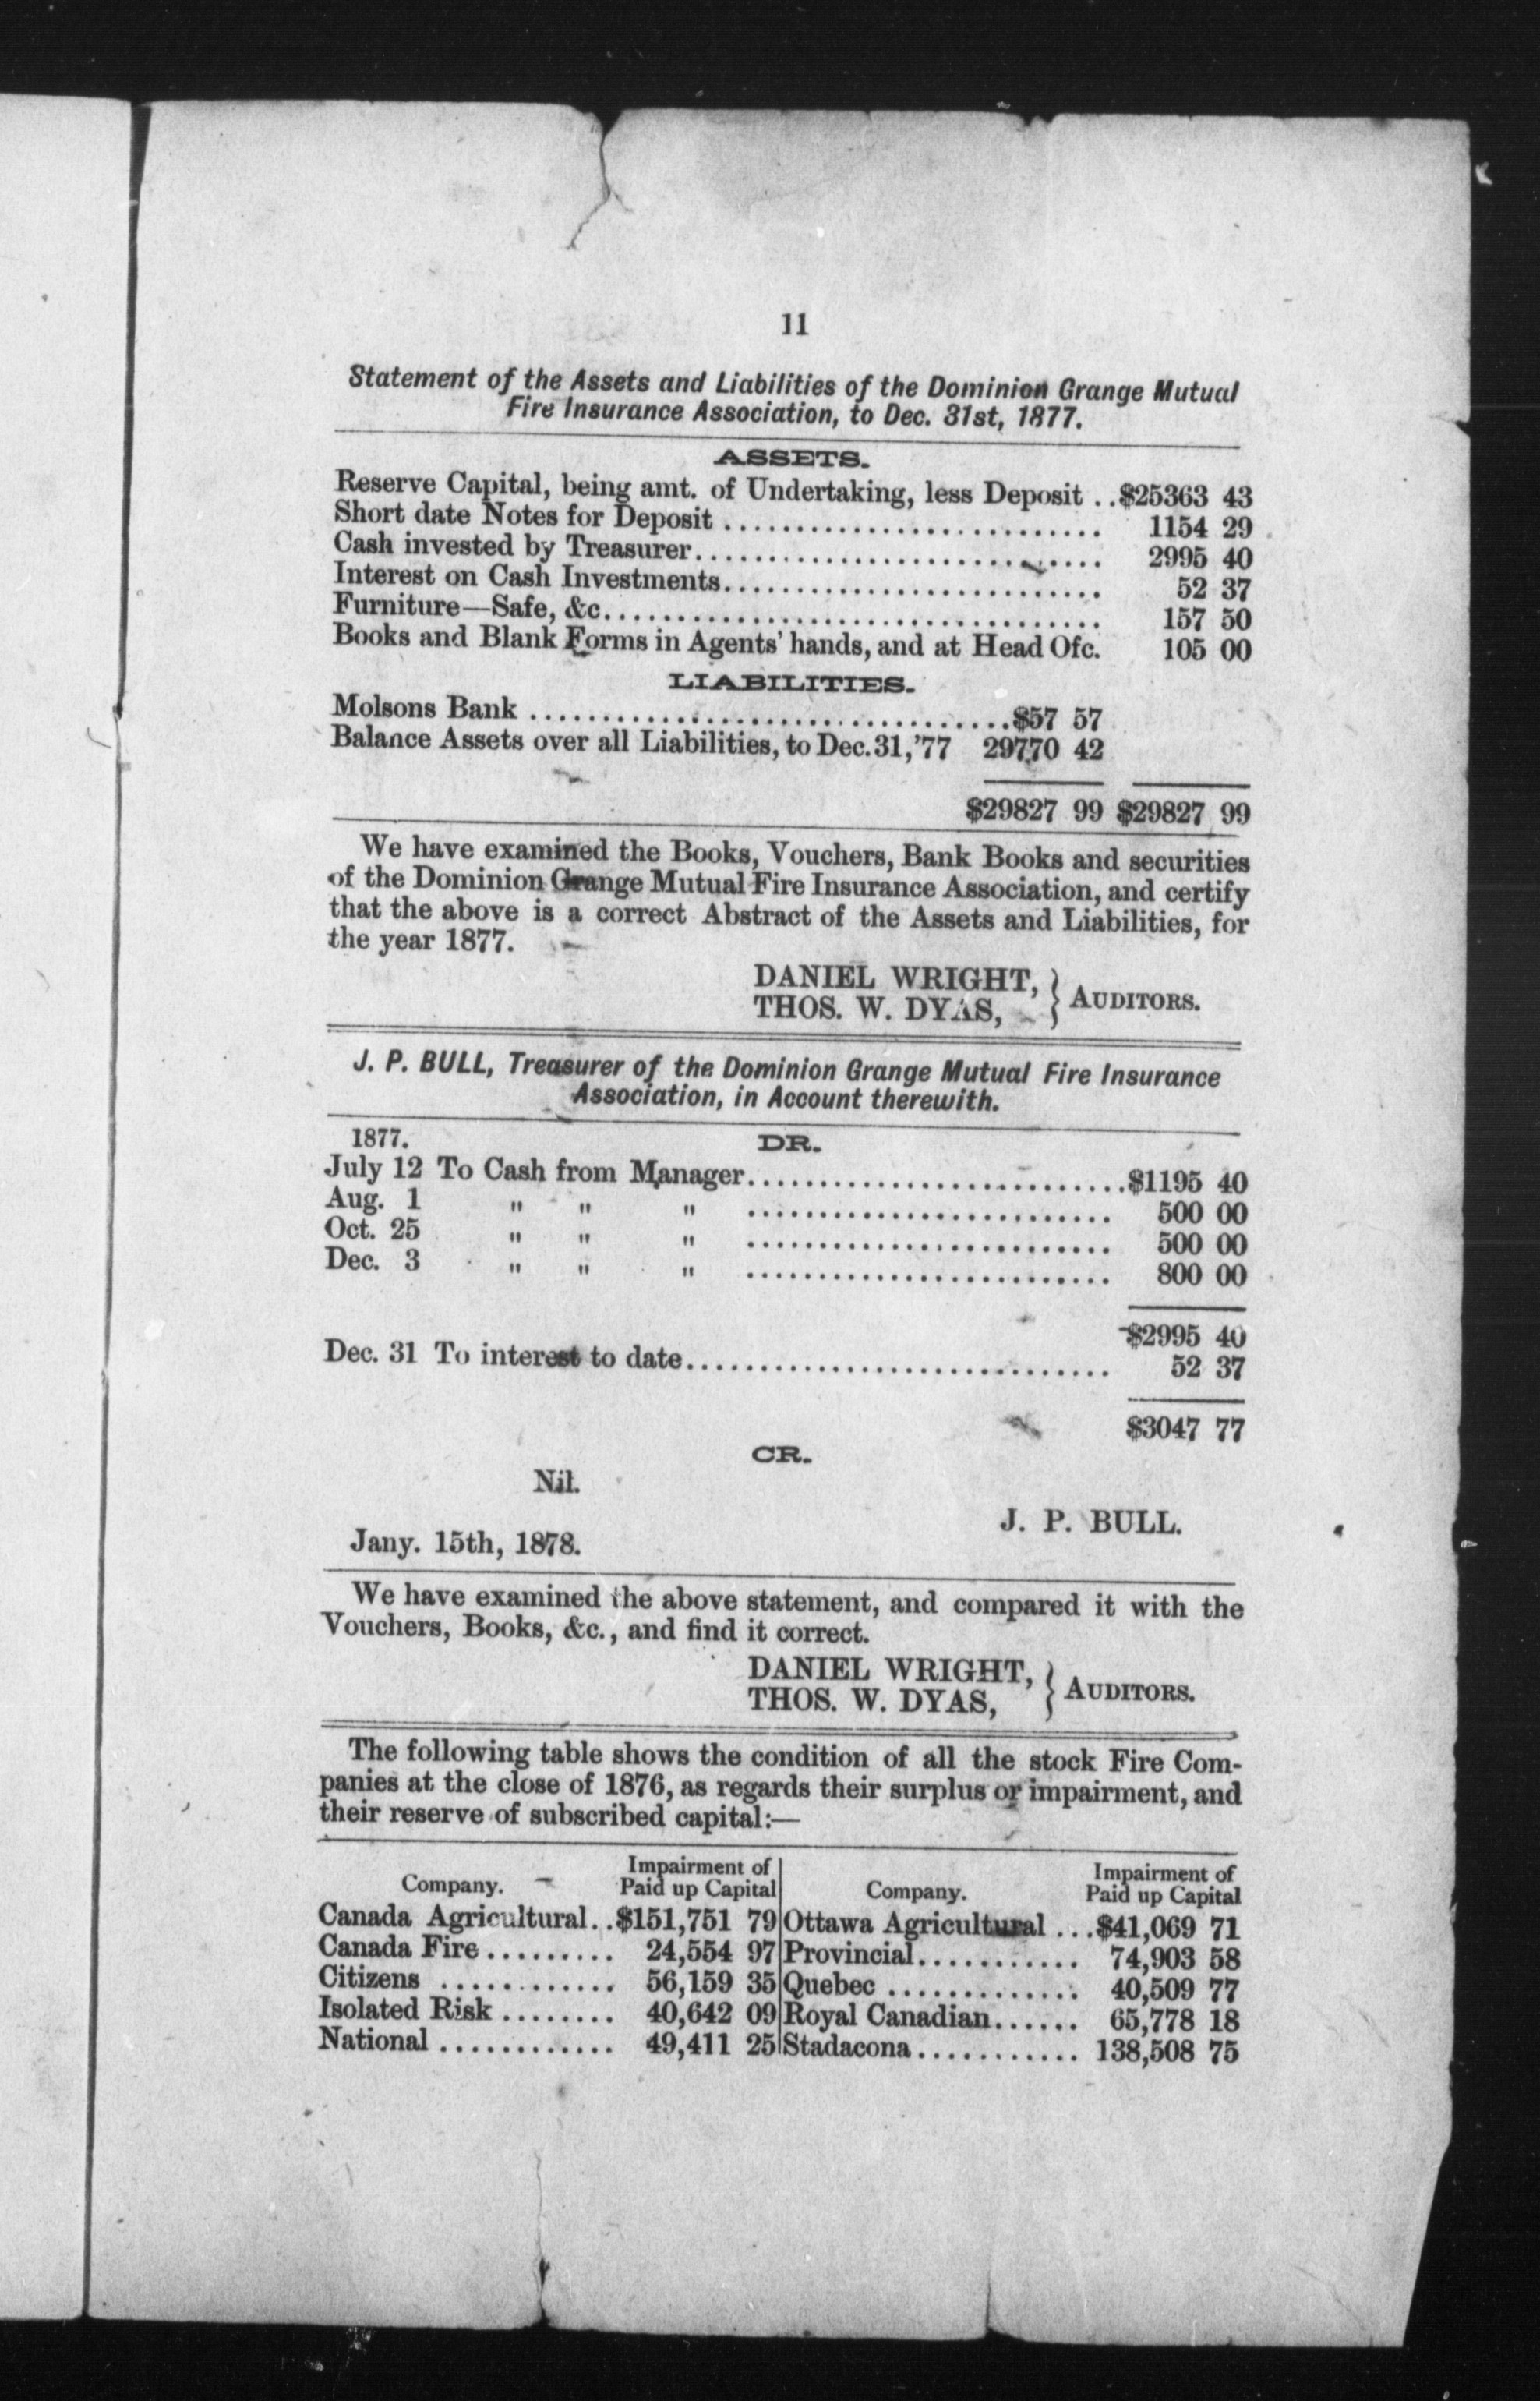 11
Statement of the Assets and Liabilities of the Dominion Grange Mutual
Fire Insurance Association, to Dec. 31st, 1877.
ASSETS.
Reserve Capital, being amt. of Undertaking, less Deposit ..$25363 43
Short date Notes for Deposit .......................... 1154 29
Cash invested by Treasurer............................ 2995 40
Interest on Cash Investments.......................... 52 37
Furniture—Safe, &c.................................. 157 50
Books and Blank Forms in Agents' hands, and at Head Ofc. 105 00
LIABILITIES.
Molsons Bank .................................$57 57
Balance Assets over all Liabilities, to Dec. 31, '77 29770 42
$29827 99 $29827 99
We have examined the Books, Vouchers, Bank Books and securities
of the Dominion Grange Mutual Fire Insurance Association, and certify
that the above is a correct Abstract of the Assets and Liabilities, for
the year 1877.
DANIEL WRIGHT, } AUDITORS.
THOS. W. DYAS,
J. P. BULL, Treasurer of the Dominion Grange Mutual Fire Insurance
Association, in Account therewith.
1877. DR.
July 12 To Cash from Manager..........................$1195 40
Aug. 1 " " " ......................... 500 00
Oct. 25 " " " ......................... 500 00
Dec. 3 " " " ......................... 800 00
$2995 40
Dec. 31 To interest to date............................. 52 37
$3047 77
CR.
Nil.
J. P. BULL.
Jany. 15th, 1878.
We have examined the above statement, and compared it with the
Vouchers, Books, &c., and find it correct.
DANIEL WRIGHT, } AUDITORS.
THOS. W. DYAS,
The following table shows the condition of all the stock Fire Com-
panies at the close of 1876, as regards their surplus or impairment, and
their reserve of subscribed capital:—
Company. Impairment of Paid up Capital Company. Impairment of Paid up Capital
Canada Agricultural..$151,751 79 Ottawa Agricultural ...$41,069 71
Canada Fire......... 24,554 97 Provincial........... 74,903 58
Citizens ............ 56,159 35 Quebec ............. 40,509 77
Isolated Risk ........ 40,642 09 Royal Canadian...... 65,778 18
National ............ 49,411 25 Stadacona........... 138,508 75